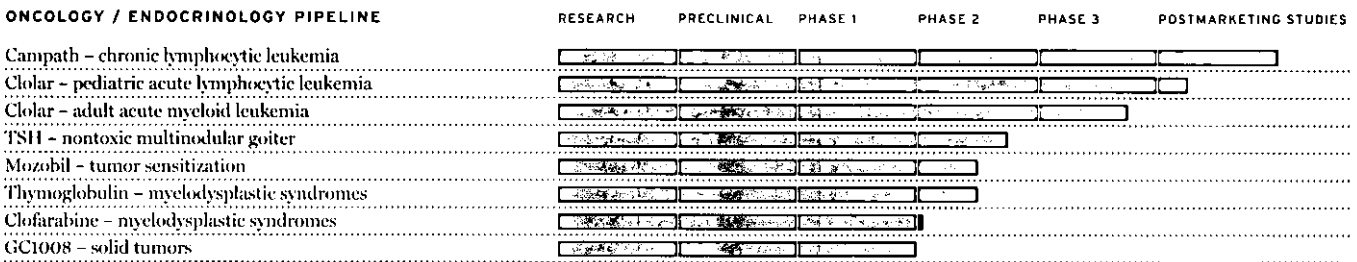 ONCOLOGY / ENDOCRINOLOGY PIPELINE RESEARCH PRECLINICAL PHASE 1 PHASE 2 PHASE 3 POSTMARKETING STUDIES
Campath – chronic lymphocytic leukemia
Clolar – pediatric acute lymphocytic leukemia
Clolar – adult acute myeloid leukemia
TSH – nontoxic multinodular goiter
Mozobil – tumor sensitization
Thymoglobulin – myelodysplastic syndromes
Clofarabine – myelodysplastic syndromes
GC1008 – solid tumors